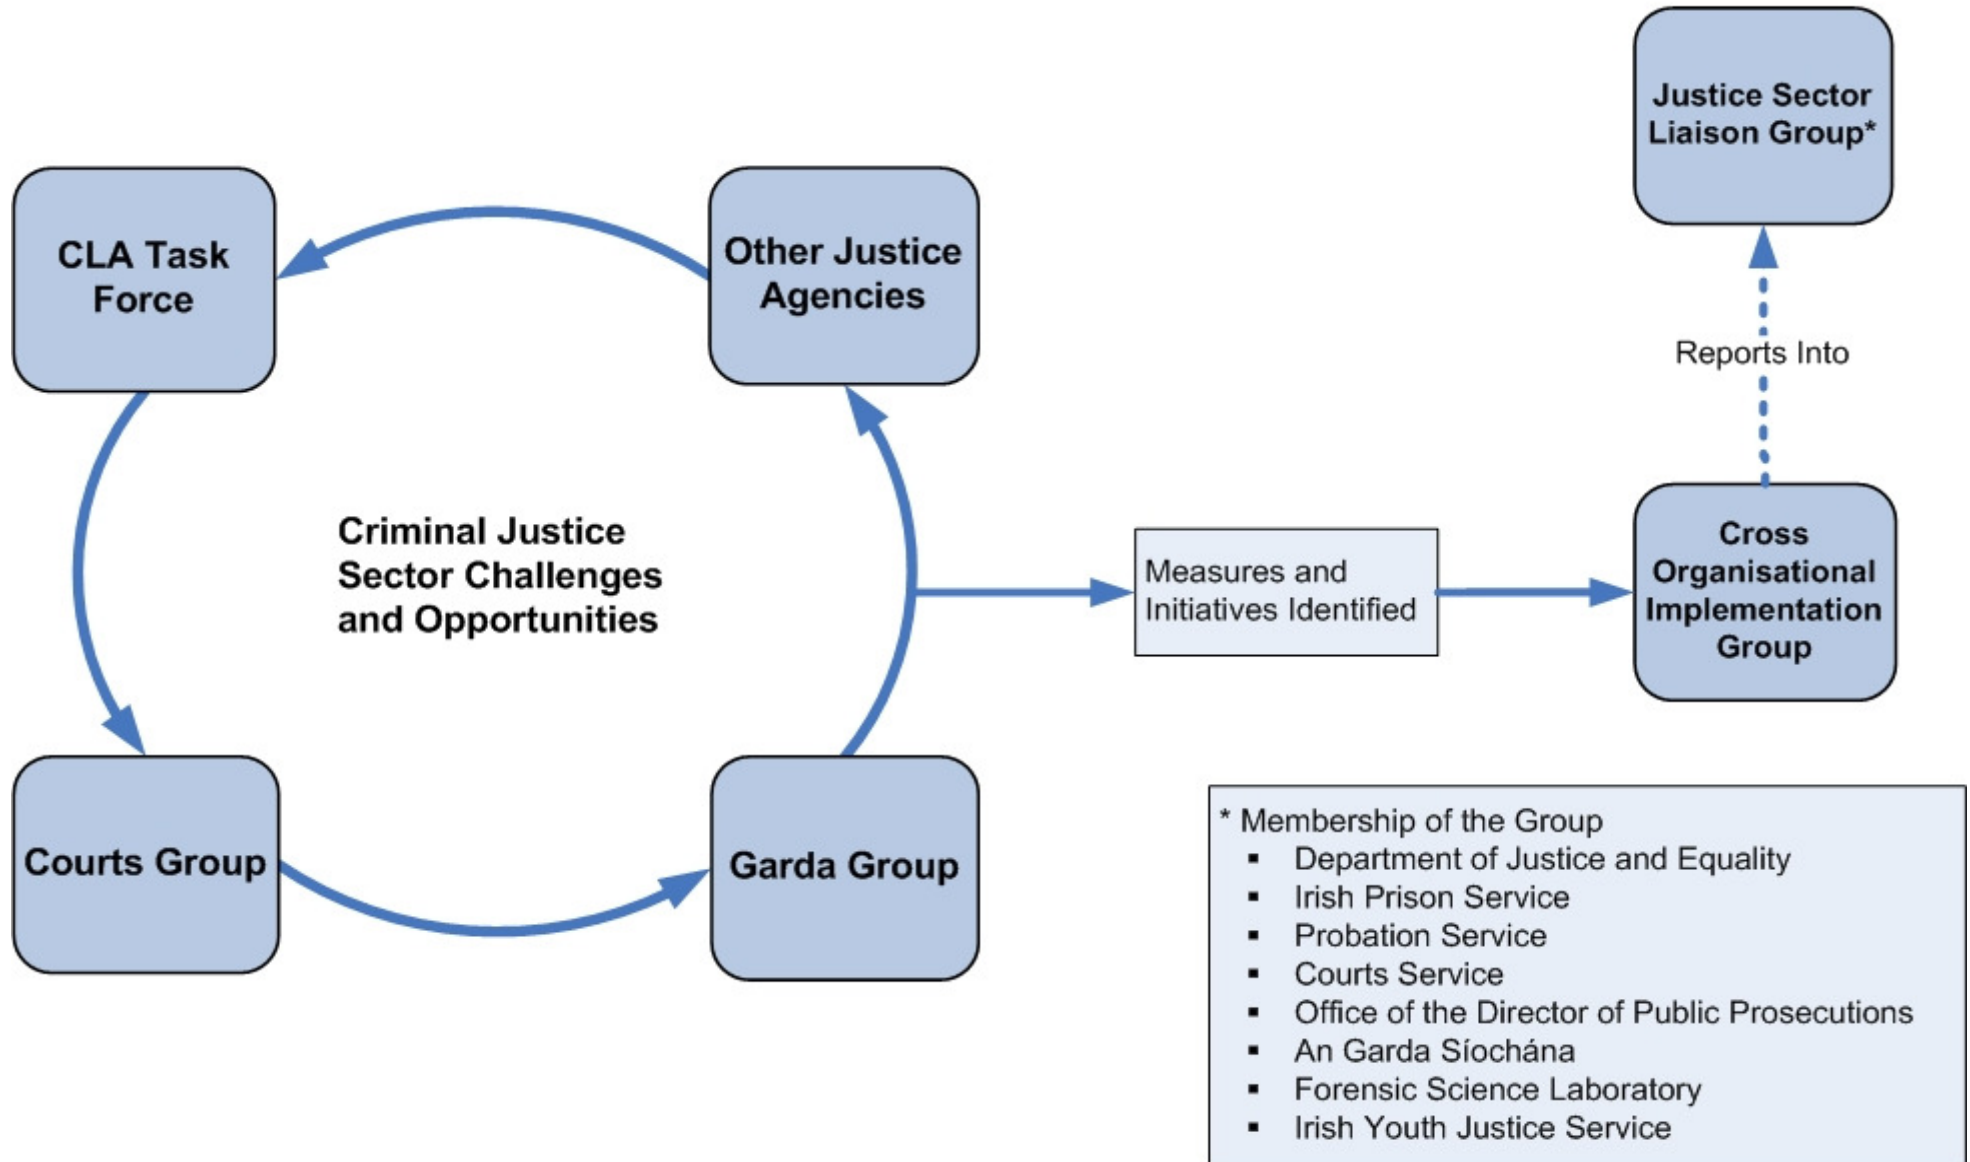 CLA Task
Force
Other Justice
Agencies
Criminal Justice
Sector Challenges
and Opportunities
Courts Group
Garda Group
Measures and
Initiatives Identified
Justice Sector
Liaison Group*
Reports Into
Cross
Organisational
Implementation
Group
* Membership of the Group
▪ Department of Justice and Equality
▪ Irish Prison Service
▪ Probation Service
▪ Courts Service
▪ Office of the Director of Public Prosecutions
▪ An Garda Síochána
▪ Forensic Science Laboratory
▪ Irish Youth Justice Service